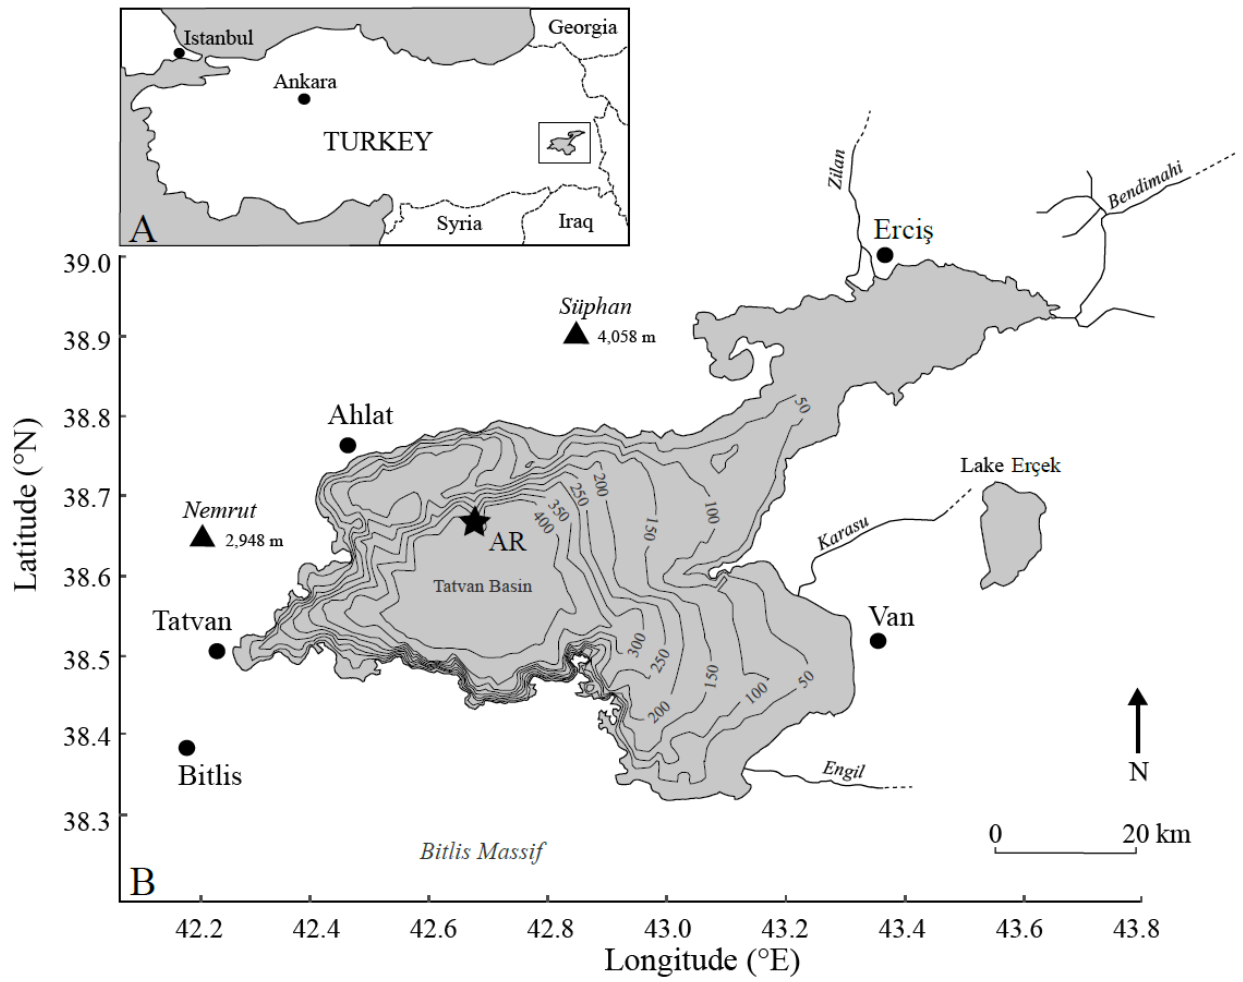 Georgia
Istanbul
Ankara
TURKEY
Syria
Iraq
A
Zilan
Bendimahi
Erciş
39.0
Süphan
4,058 m
38.9
38.8
Ahlat
50
Lake Erçek
38.7
Nemrut
2,948 m
200
250
350
400
150
100
AR
Karasu
38.6
Tatvan Basin
Tatvan
Van
38.5
300
250
150
100
50
200
38.4
Bitlis
Engil
N
38.3
0 20 km
Bitlis Massif
B
42.2 42.4 42.6 42.8 43.0 43.2 43.4 43.6 43.8
Longitude (°E)
Latitude (°N)